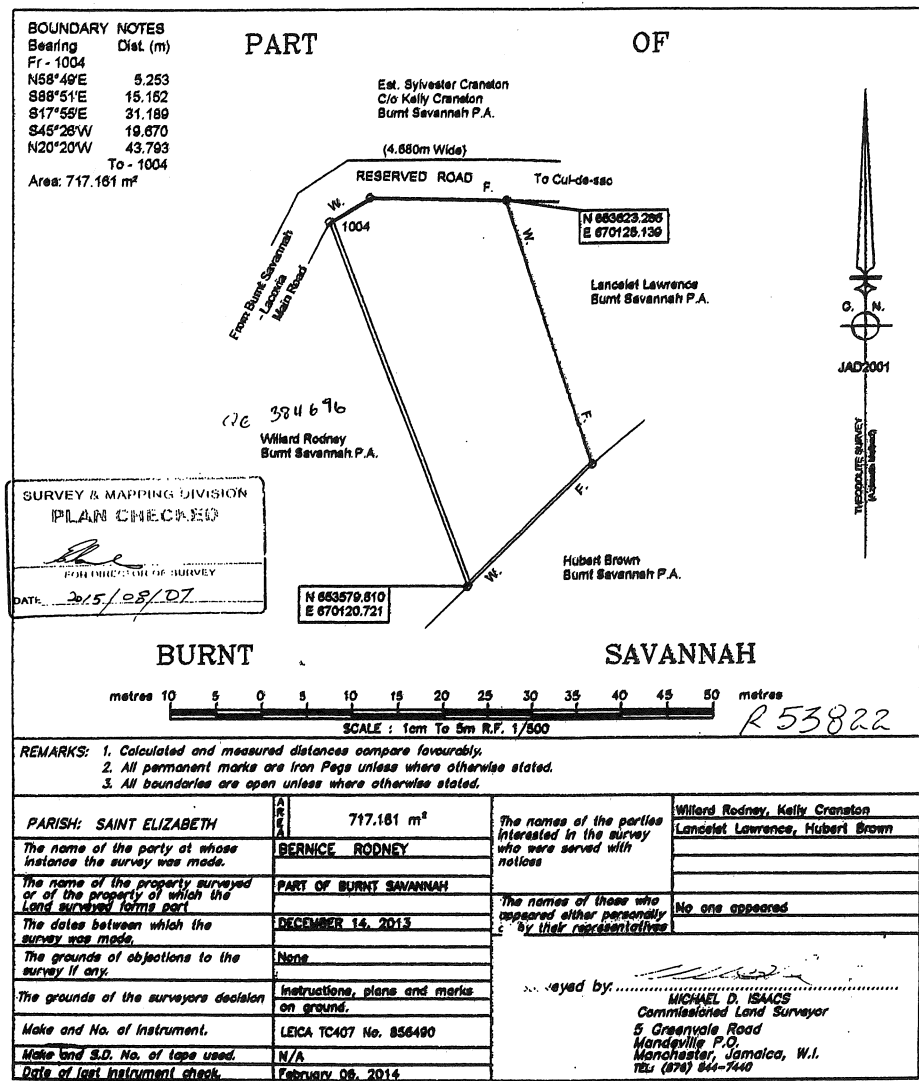 BOUNDARY NOTES
Bearing Dist. (m)
Fr - 1004
N58°49'E 5.253
S88°51'E 15.152
S17°55'E 31.189
S45°26'W 19.670
N20°20'W 43.793
To - 1004
Area: 717.161 m²
PART OF
Est. Sylvester Cranston
C/o Kelly Cranston
Burnt Savannah P.A.
(4.680m Wide)
RESERVED ROAD
To Cul-de-sac
W.
F.
1004
N 663623.286
E 670125.139
W.
From Burnt Savannah
- Lacovia
Main Road
Lancelet Lawrence
Burnt Savannah P.A.
G. N.
JAD2001
THEODOLITE SURVEY
384696
Willard Rodney
Burnt Savannah P.A.
F.
F.
SURVEY & MAPPING DIVISION
PLAN CHECKED
FOR DIRECTOR OF SURVEY
DATE 2015/08/07
Hubert Brown
Burnt Savannah P.A.
W.
N 663579.610
E 670120.721
BURNT SAVANNAH
metres 10 5 0 5 10 15 20 25 30 35 40 45 50 metres
SCALE : 1cm To 5m R.F. 1/500
R 53822
REMARKS: 1. Calculated and measured distances compare favourably.
2. All permanent marks are Iron Pegs unless where otherwise stated.
3. All boundaries are open unless where otherwise stated.
PARISH: SAINT ELIZABETH
AREA
717.161 m²
The names of the parties
interested in the survey
who were served with
notices
Willard Rodney, Kelly Cranston
Lancelet Lawrence, Hubert Brown
The name of the party at whose
instance the survey was made.
BERNICE RODNEY
The name of the property surveyed
or of the property of which the
Land surveyed forms part
PART OF BURNT SAVANNAH
The names of those who
appeared either personally
by their representatives
No one appeared
The dates between which the
survey was made.
DECEMBER 14, 2013
The grounds of objections to the
survey if any.
None
The grounds of the surveyors decision
Instructions, plans and marks
on ground.
Make and No. of Instrument.
LEICA TC407 No. 856490
Make and S.D. No. of tape used.
N/A
Date of last instrument check.
February 06, 2014
eyed by:
MICHAEL D. ISAACS
Commissioned Land Surveyor
5 Greenvale Road
Mandeville P.O.
Manchester, Jamaica, W.I.
TEL: (876) 844-7440